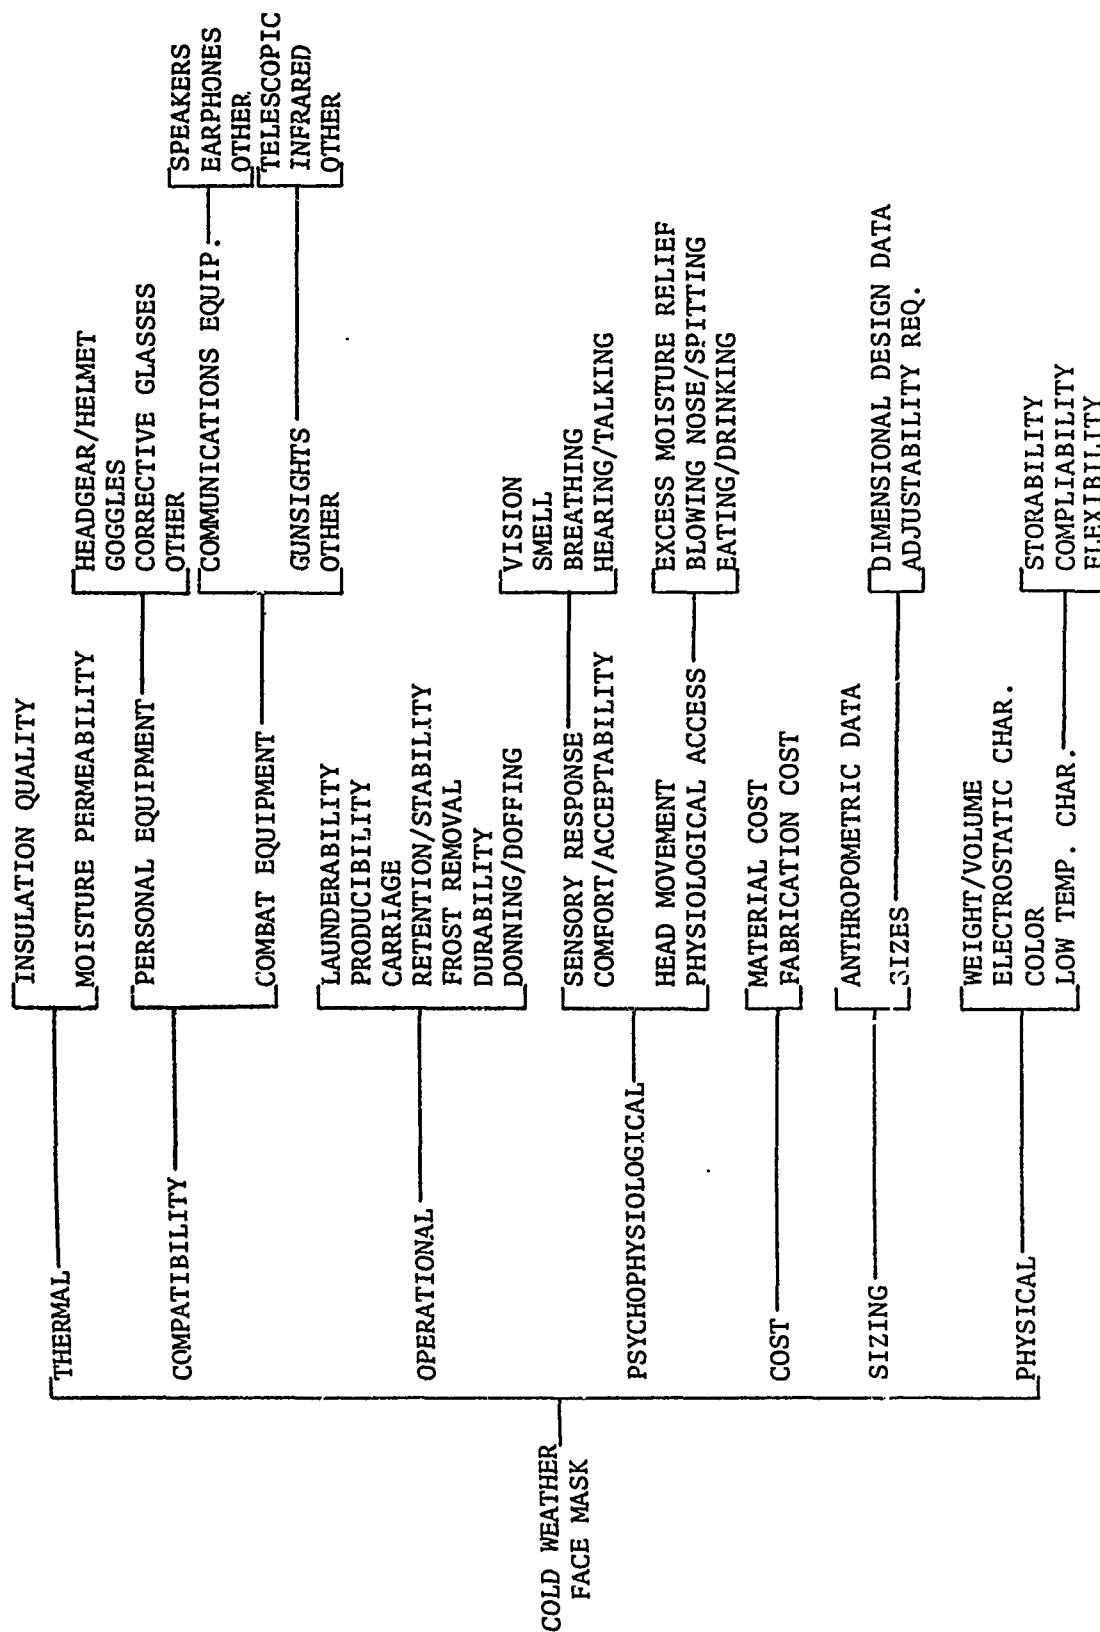 COLD WEATHER
FACE MASK
THERMAL
INSULATION QUALITY
MOISTURE PERMEABILITY
COMPATIBILITY
PERSONAL EQUIPMENT
HEADGEAR/HELMET
GOGGLES
CORRECTIVE GLASSES
OTHER
COMBAT EQUIPMENT
COMMUNICATIONS EQUIP.
SPEAKERS
EARPHONES
OTHER
GUNSIGHTS
TELESCOPIC
INFRARED
OTHER
OTHER
OPERATIONAL
LAUNDERABILITY
PRODUCIBILITY
CARRIAGE
RETENTION/STABILITY
FROST REMOVAL
DURABILITY
DONNING/DOFFING
PSYCHOPHYSIOLOGICAL
SENSORY RESPONSE
VISION
SMELL
BREATHING
HEARING/TALKING
COMFORT/ACCEPTABILITY
HEAD MOVEMENT
PHYSIOLOGICAL ACCESS
EXCESS MOISTURE RELIEF
BLOWING NOSE/SPITTING
EATING/DRINKING
COST
MATERIAL COST
FABRICATION COST
SIZING
ANTHROPOMETRIC DATA
SIZES
DIMENSIONAL DESIGN DATA
ADJUSTABILITY REQ.
PHYSICAL
WEIGHT/VOLUME
ELECTROSTATIC CHAR.
COLOR
LOW TEMP. CHAR.
STORABILITY
COMPLIABILITY
FLEXIBILITY